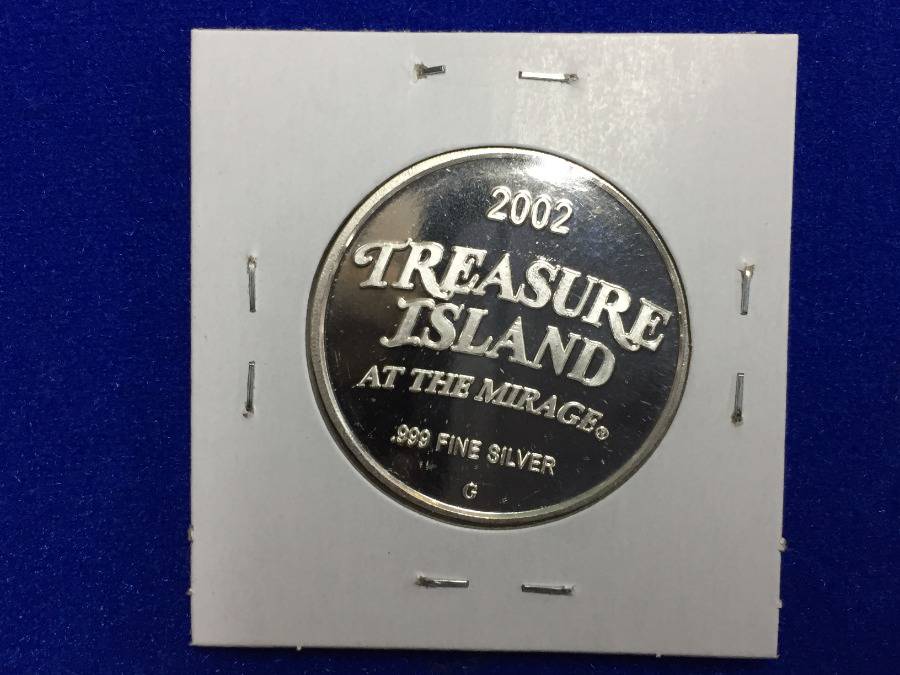 2002
TREASURE
ISLAND
AT THE MIRAGE®
.999 FINE SILVER
G